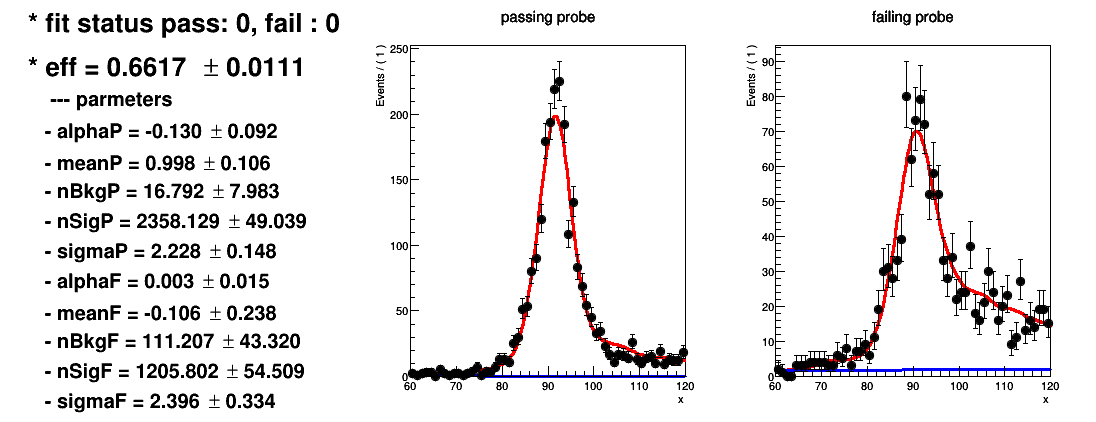 * fit status pass: 0, fail : 0
* eff = 0.6617 ± 0.0111
--- parmeters
- alphaP = -0.130 ± 0.092
- meanP = 0.998 ± 0.106
- nBkgP = 16.792 ± 7.983
- nSigP = 2358.129 ± 49.039
- sigmaP = 2.228 ± 0.148
- alphaF = 0.003 ± 0.015
- meanF = -0.106 ± 0.238
- nBkgF = 111.207 ± 43.320
- nSigF = 1205.802 ± 54.509
- sigmaF = 2.396 ± 0.334
passing probe
Events / ( 1 )
250
200
150
100
50
0
60 70 80 90 100 110 120
x
failing probe
Events / ( 1 )
90
80
70
60
50
40
30
20
10
0
60 70 80 90 100 110 120
x